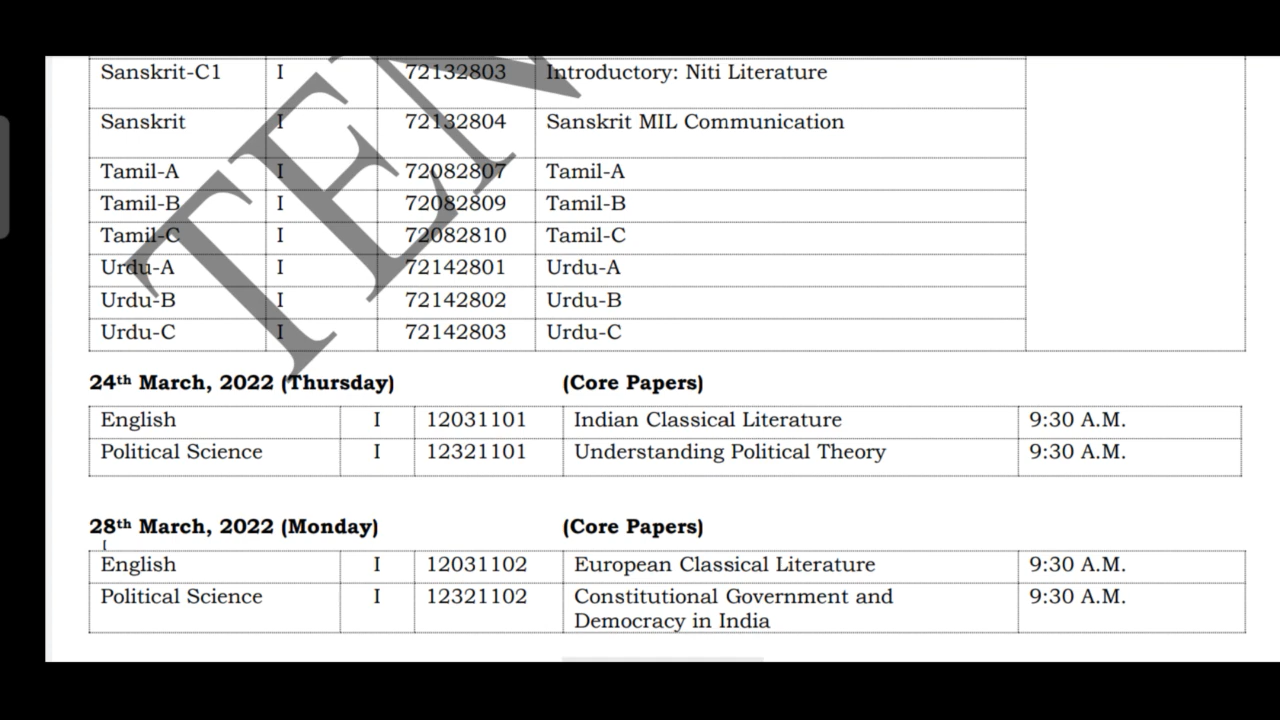 Sanskrit-C1 I 72132803 Introductory: Niti Literature
Sanskrit I 72132804 Sanskrit MIL Communication
Tamil-A I 72082807 Tamil-A
Tamil-B I 72082809 Tamil-B
Tamil-C I 72082810 Tamil-C
Urdu-A I 72142801 Urdu-A
Urdu-B I 72142802 Urdu-B
Urdu-C I 72142803 Urdu-C
24th March, 2022 (Thursday) (Core Papers)
English I 12031101 Indian Classical Literature 9:30 A.M.
Political Science I 12321101 Understanding Political Theory 9:30 A.M.
28th March, 2022 (Monday) (Core Papers)
English I 12031102 European Classical Literature 9:30 A.M.
Political Science I 12321102 Constitutional Government and 9:30 A.M.
Democracy in India